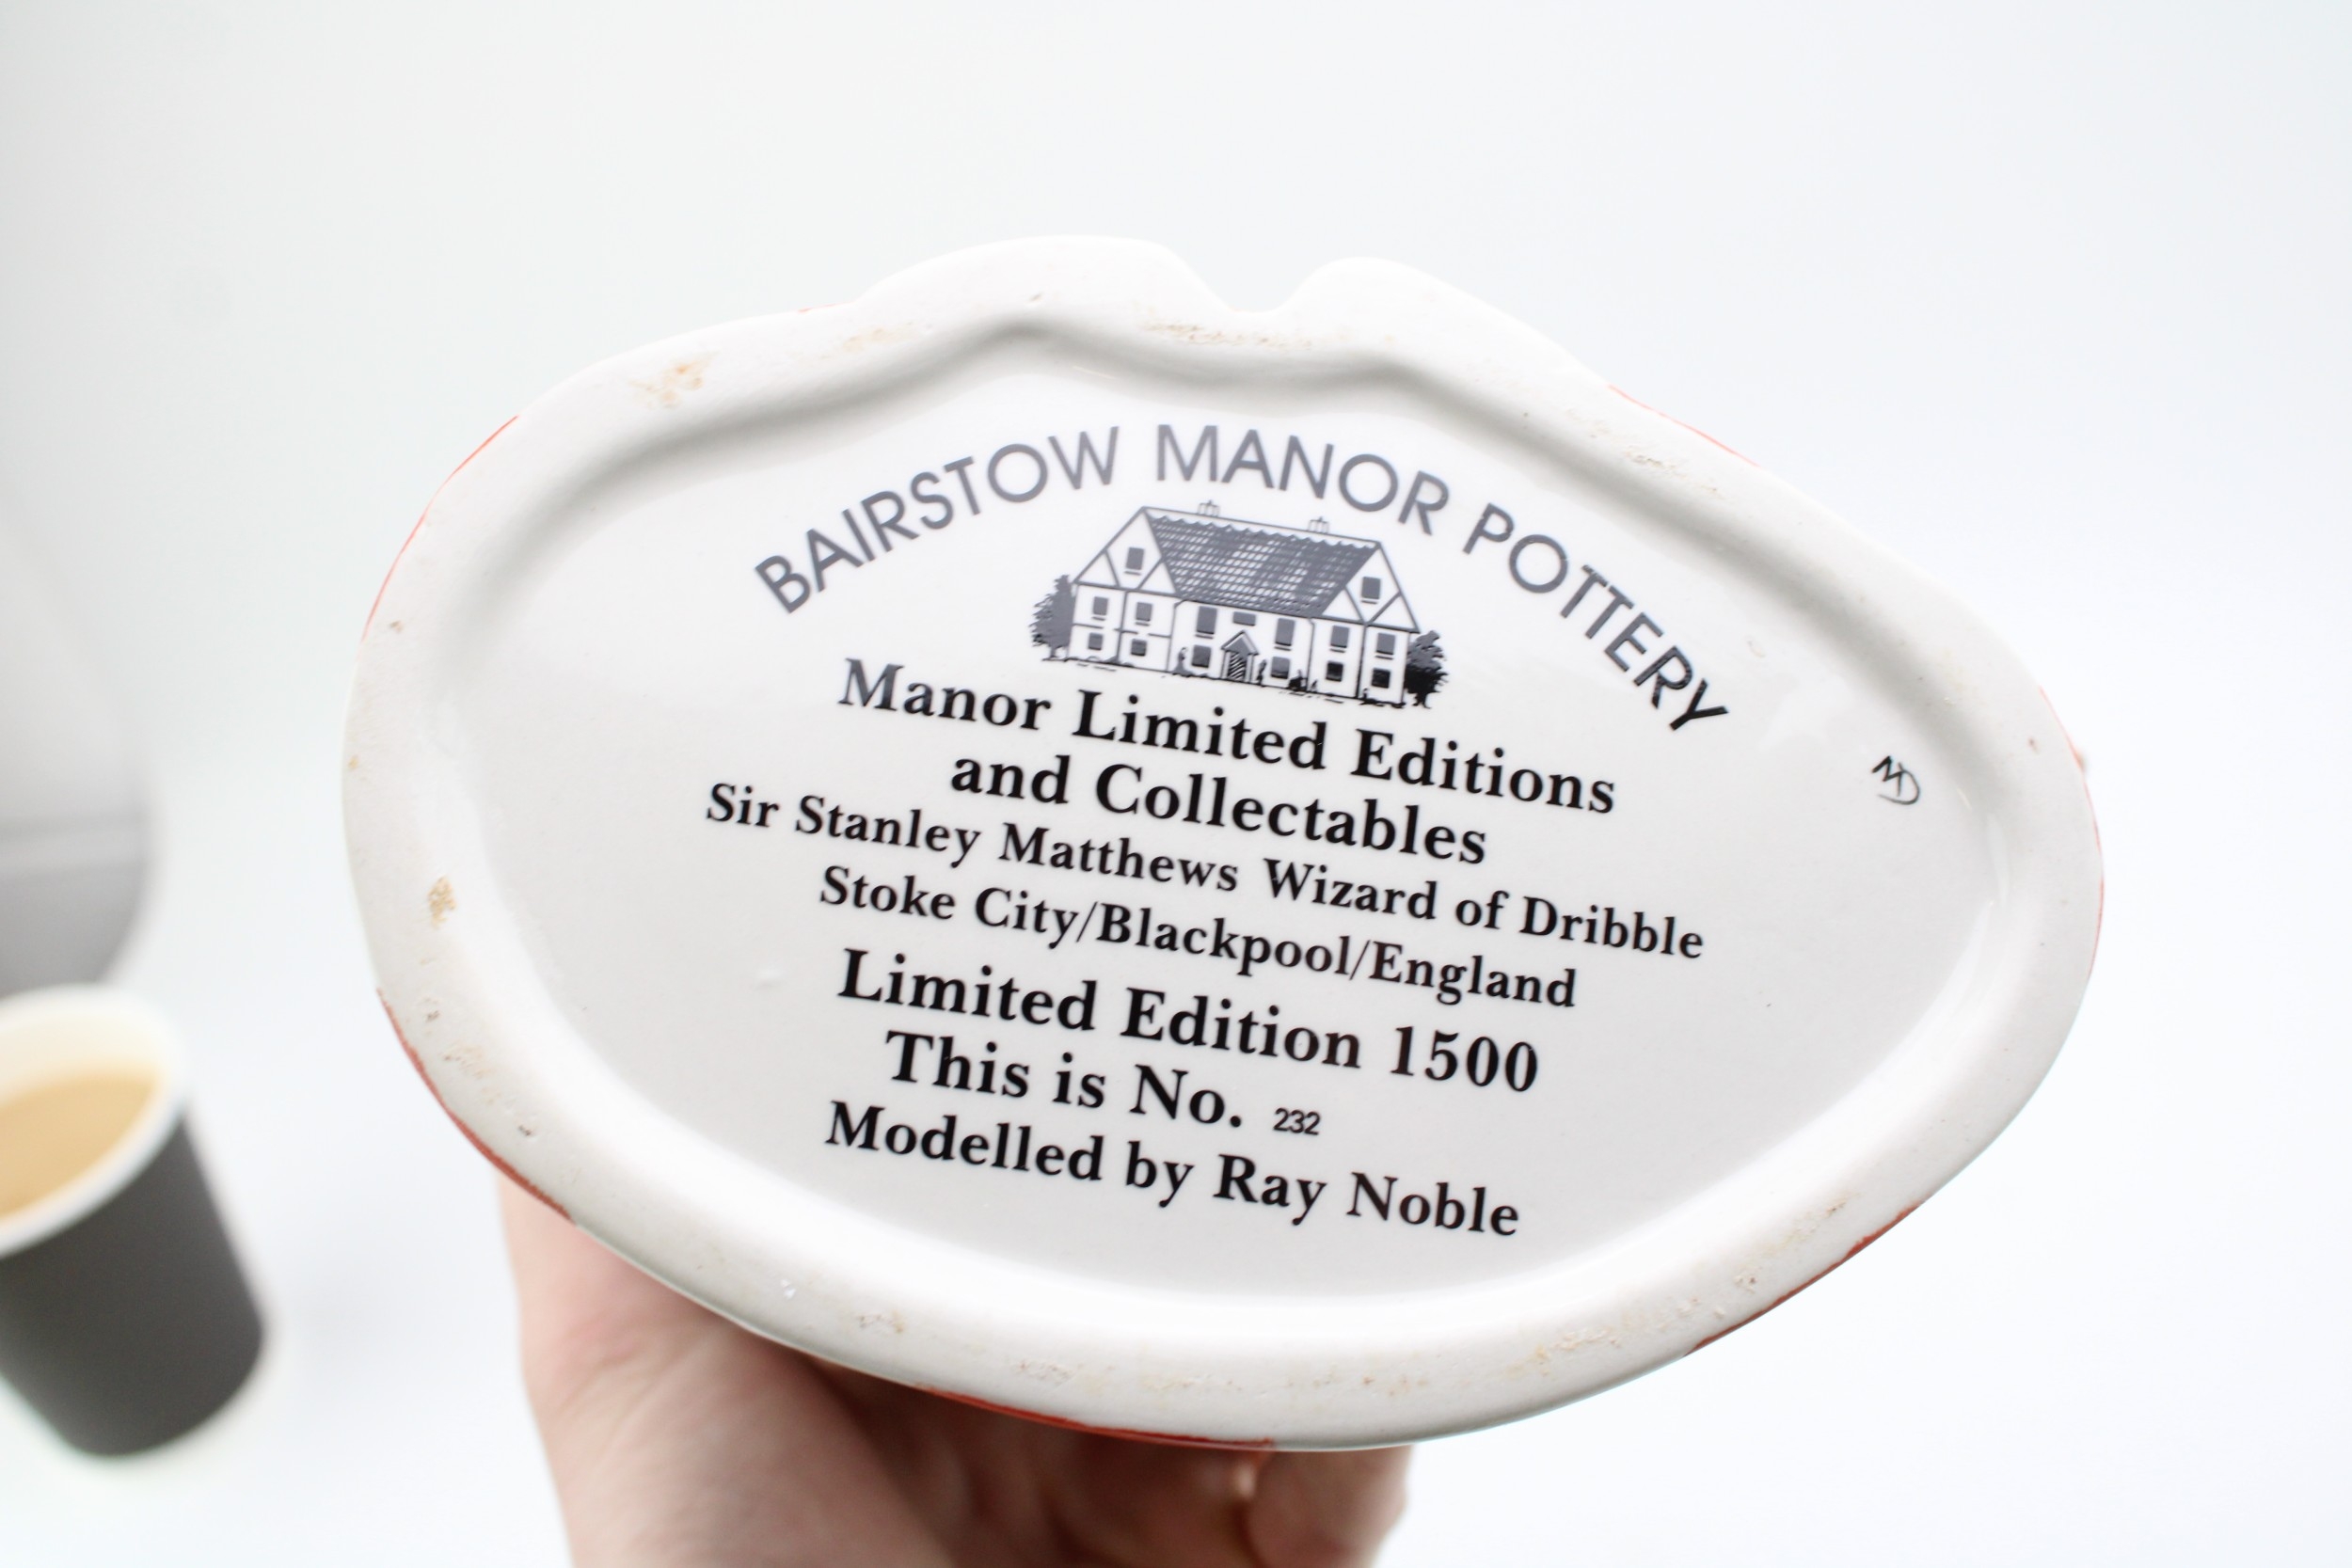 BAIRSTOW MANOR POTTERY
Manor Limited Editions
and Collectables
Sir Stanley Matthews Wizard of Dribble
Stoke City/Blackpool/England
Limited Edition 1500
This is No. 232
Modelled by Ray Noble